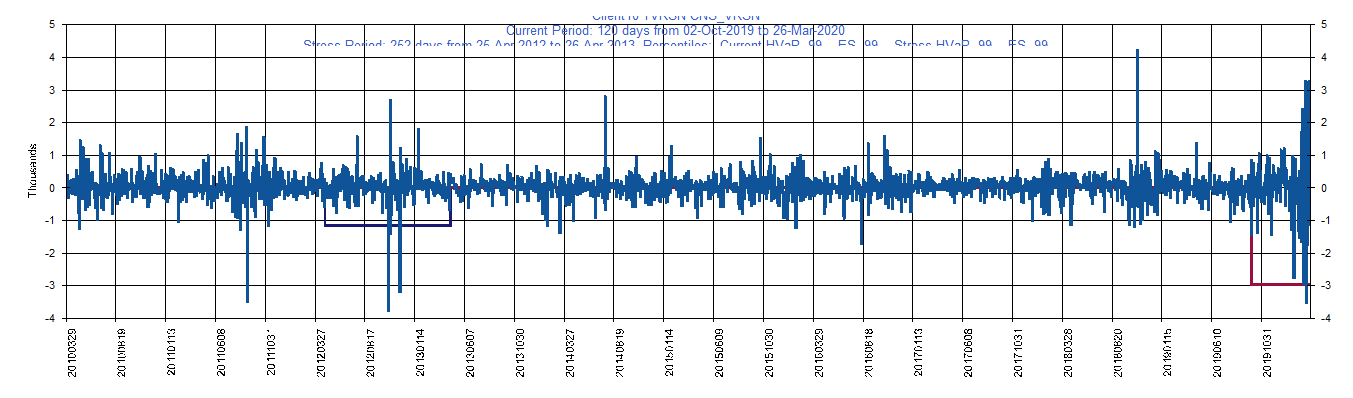 Current Period: 120 days from 02-Oct-2019 to 26-Mar-2020
Stress Period: 252 days from 25-Apr-2012 to 26-Apr-2013 Percentiles: Current HVaR 99 ES 99 Stress HVaR 99 ES 99
5 5
4 4
3 3
2 2
1 1
0 0
-1 -1
-2 -2
-3 -3
-4 -4
Thousands
20100329 20100819 20110113 20110608 20111031 20120327 20120817 20130114 20130607 20131030 20140327 20140819 20150114 20150609 20151030 20160329 20160818 20170113 20170608 20171031 20180328 20180820 20190115 20190610 20191031